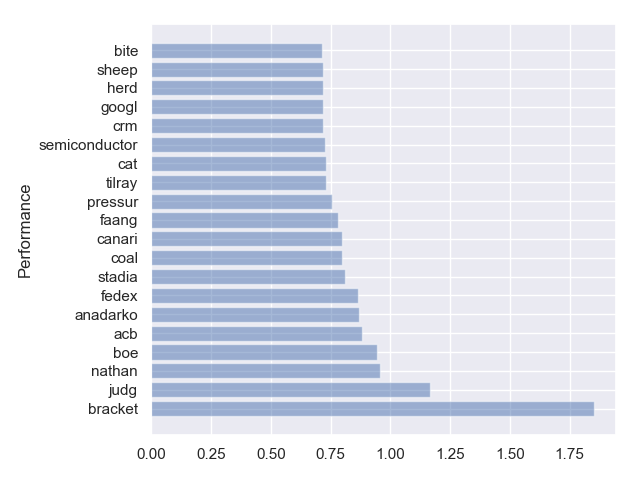 bite
sheep
herd
googl
crm
semiconductor
cat
tilray
pressur
faang
canari
coal
stadia
fedex
anadarko
acb
boe
nathan
judg
bracket
Performance
0.00 0.25 0.50 0.75 1.00 1.25 1.50 1.75